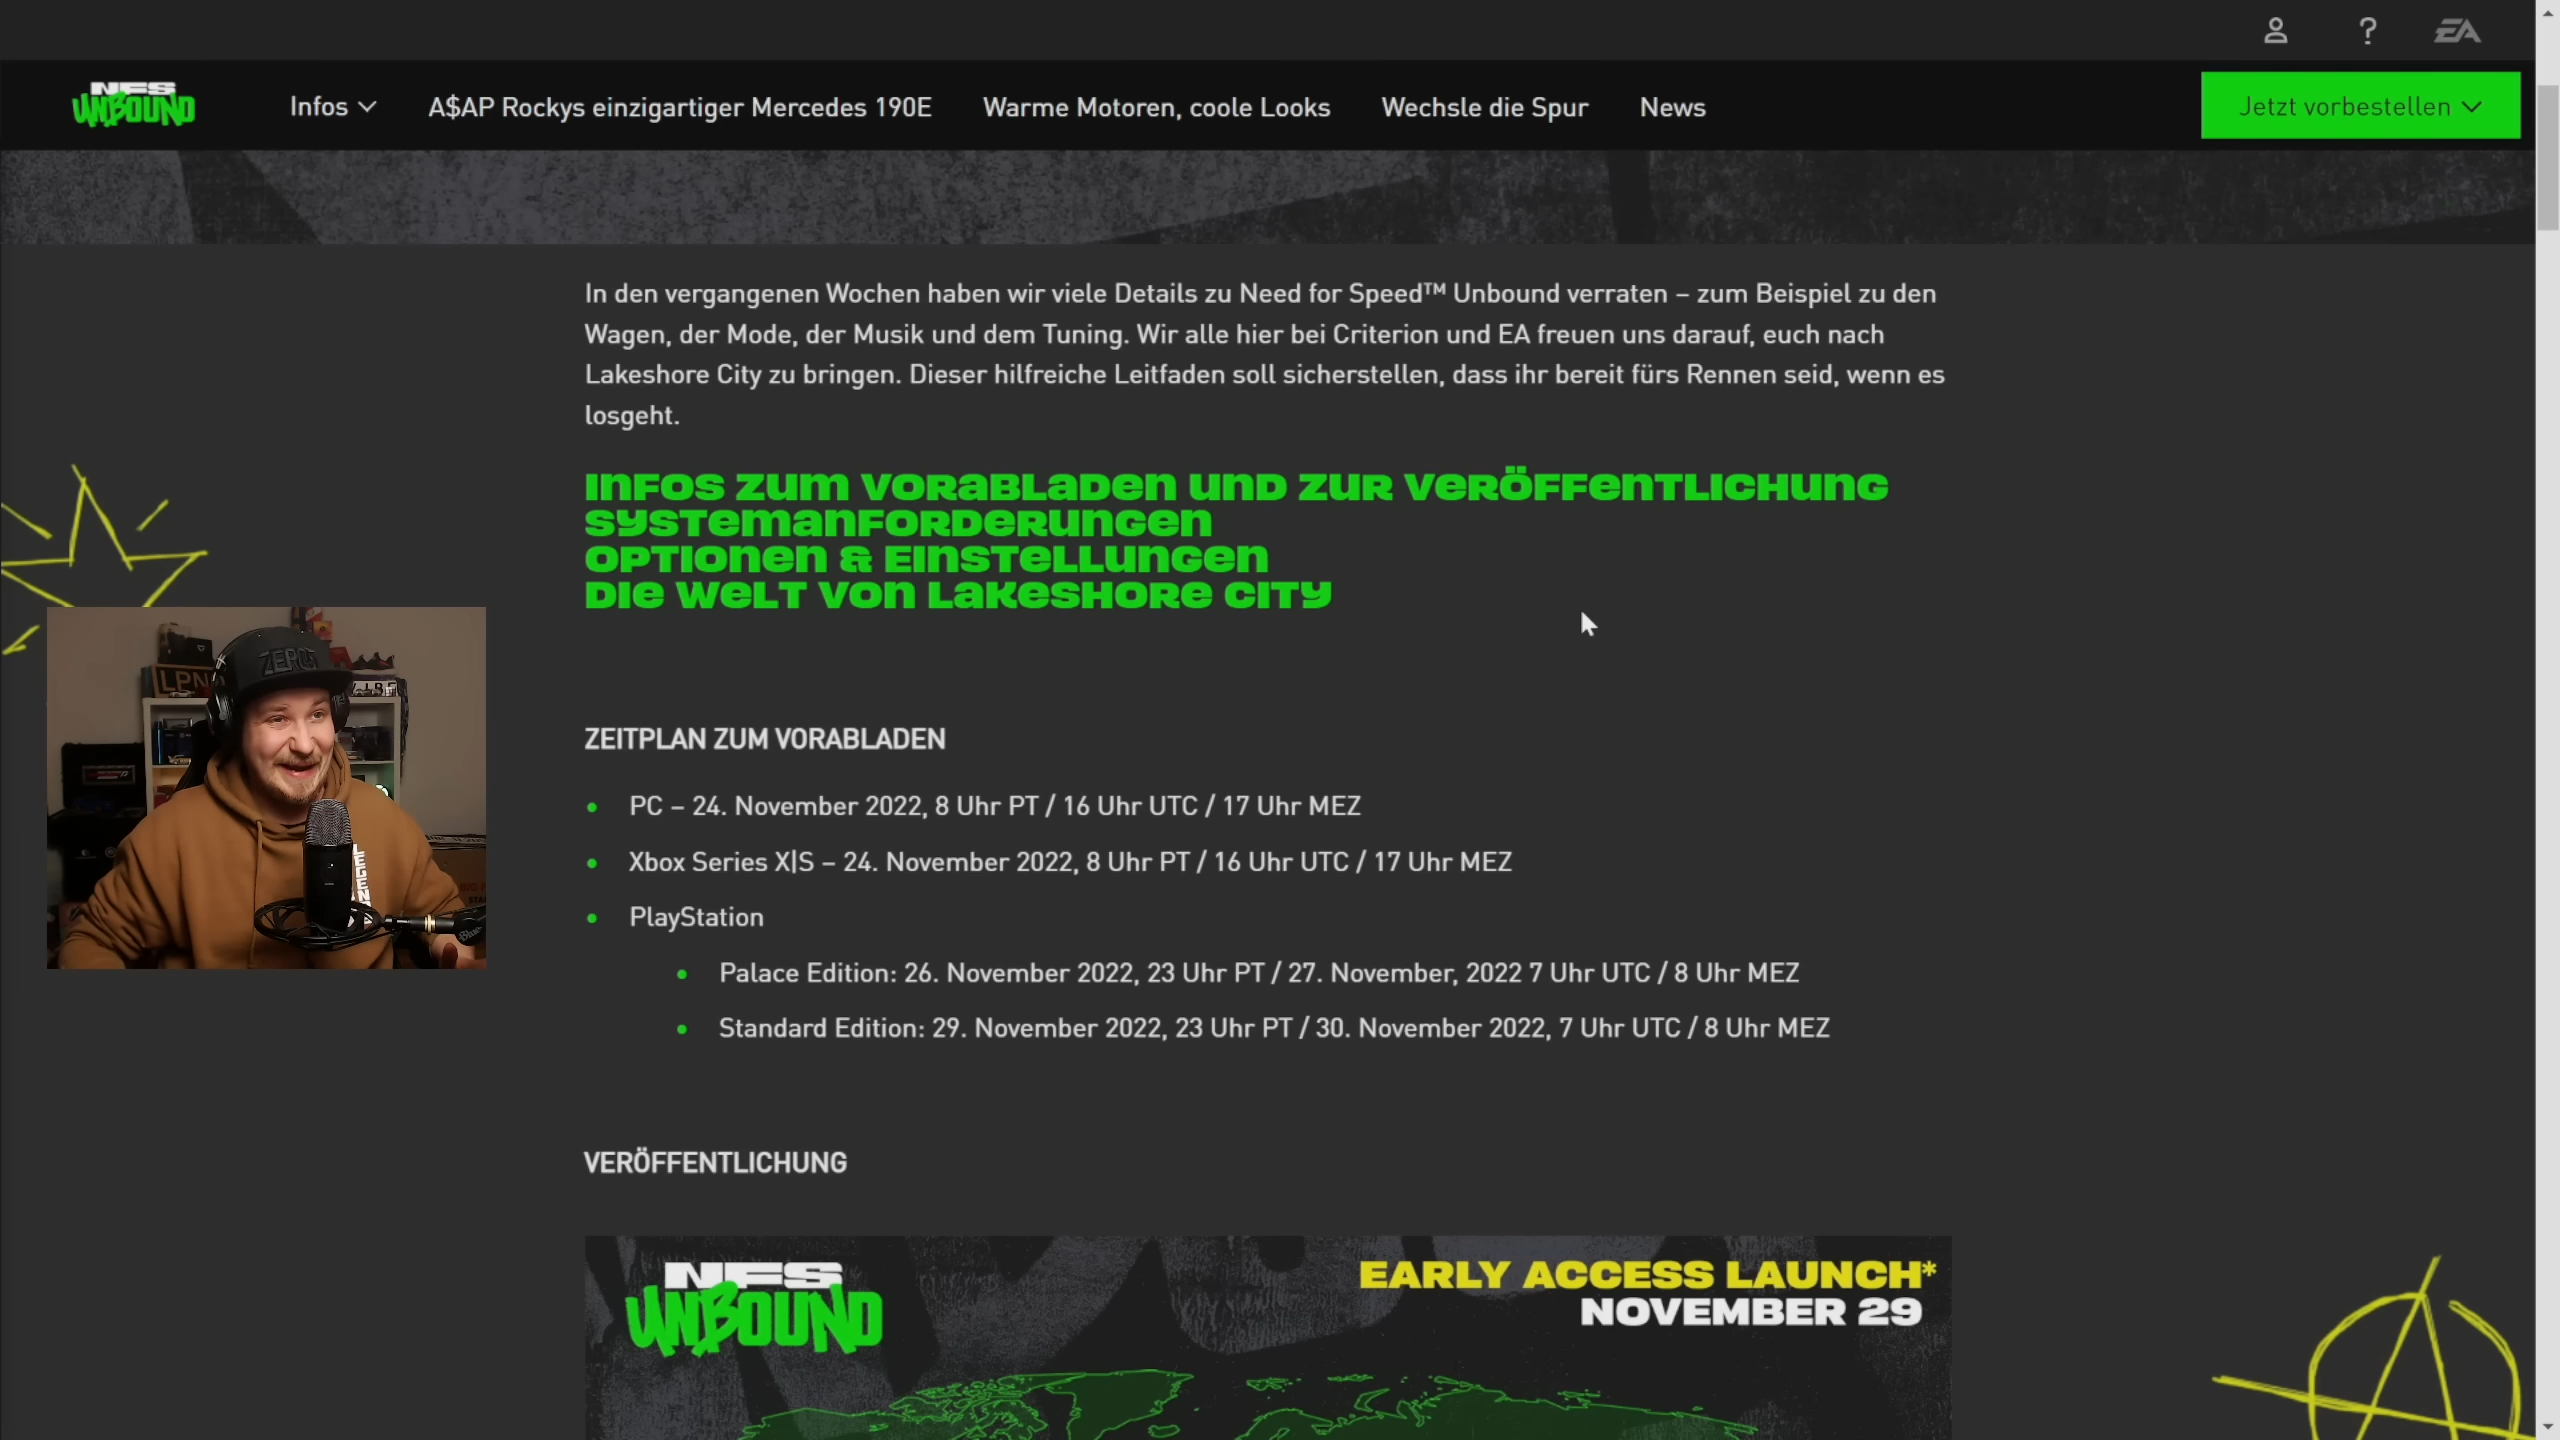 NFS
UNBOUND
Infos
A$AP Rockys einzigartiger Mercedes 190E
Warme Motoren, coole Looks
Wechsle die Spur
News
?
EA
Jetzt vorbestellen
In den vergangenen Wochen haben wir viele Details zu Need for Speed™ Unbound verraten – zum Beispiel zu den
Wagen, der Mode, der Musik und dem Tuning. Wir alle hier bei Criterion und EA freuen uns darauf, euch nach
Lakeshore City zu bringen. Dieser hilfreiche Leitfaden soll sicherstellen, dass ihr bereit fürs Rennen seid, wenn es
losgeht.
INFOS ZUM VORABLADEN UND ZUR VERÖFFENTLICHUNG
SYSTEMANFORDERUNGEN
OPTIONEN & EINSTELLUNGEN
DIE WELT VON LAKESHORE CITY
ZERO
LPN
LEGEN
Blue
ZEITPLAN ZUM VORABLADEN
PC – 24. November 2022, 8 Uhr PT / 16 Uhr UTC / 17 Uhr MEZ
Xbox Series X|S – 24. November 2022, 8 Uhr PT / 16 Uhr UTC / 17 Uhr MEZ
PlayStation
Palace Edition: 26. November 2022, 23 Uhr PT / 27. November, 2022 7 Uhr UTC / 8 Uhr MEZ
Standard Edition: 29. November 2022, 23 Uhr PT / 30. November 2022, 7 Uhr UTC / 8 Uhr MEZ
VERÖFFENTLICHUNG
NFS
UNBOUND
EARLY ACCESS LAUNCH*
NOVEMBER 29